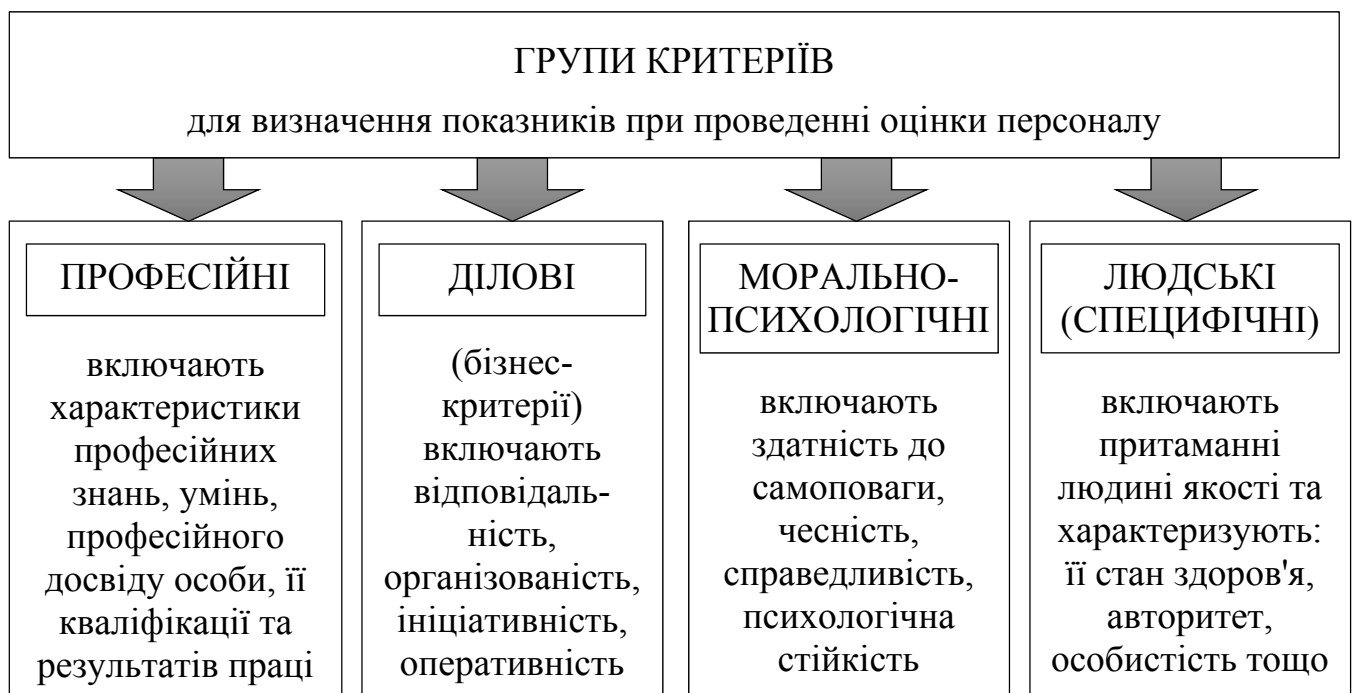 ГРУПИ КРИТЕРІЇВ
для визначення показників при проведенні оцінки персоналу
ПРОФЕСІЙНІ
включають
характеристики
професійних
знань, умінь,
професійного
досвіду особи, її
кваліфікації та
результатів праці
ДІЛОВІ
(бізнес-
критерії)
включають
відповідаль-
ність,
організованість,
ініціативність,
оперативність
МОРАЛЬНО-
ПСИХОЛОГІЧНІ
включають
здатність до
самоповаги,
чесність,
справедливість,
психологічна
стійкість
ЛЮДСЬКІ
(СПЕЦИФІЧНІ)
включають
притаманні
людині якості та
характеризують:
її стан здоров'я,
авторитет,
особистість тощо